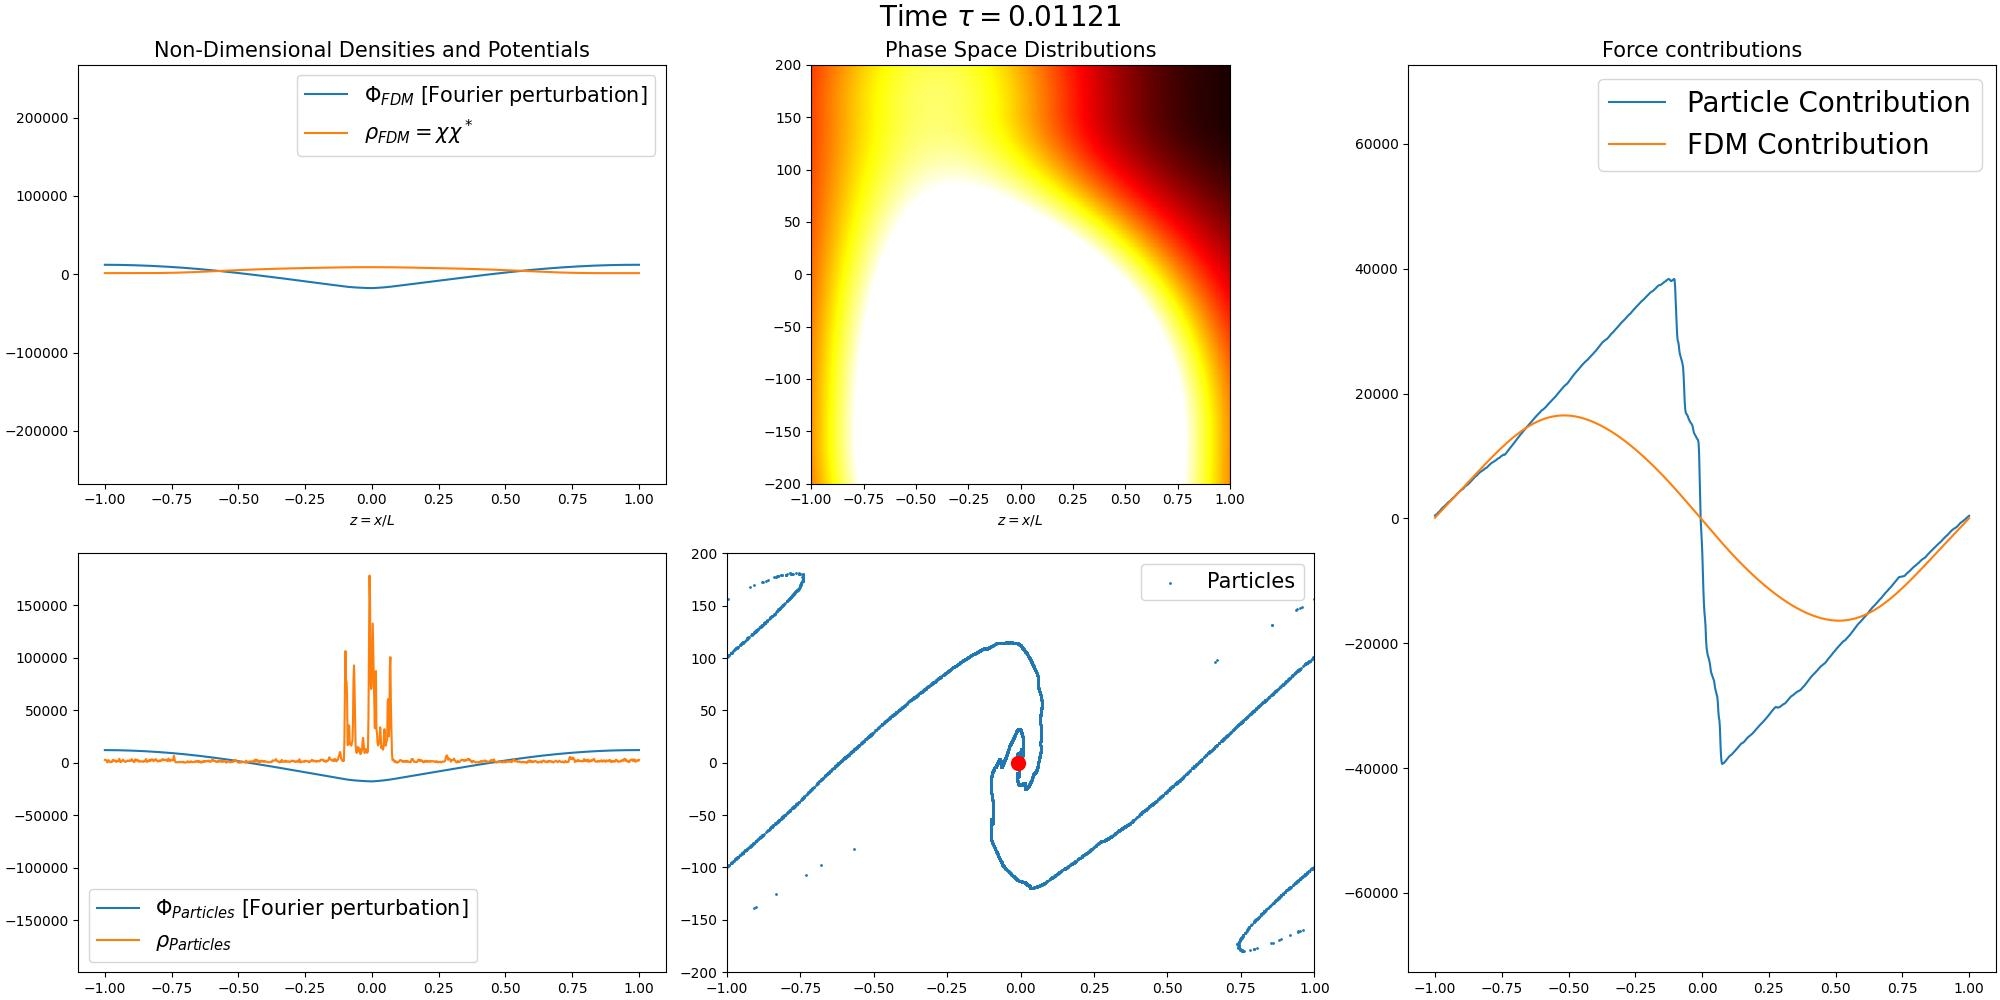 Time τ = 0.01121
Non-Dimensional Densities and Potentials
Φ_FDM [Fourier perturbation]
ρ_FDM = χχ*
200000
100000
0
−100000
−200000
−1.00 −0.75 −0.50 −0.25 0.00 0.25 0.50 0.75 1.00
z = x/L
Phase Space Distributions
200
150
100
50
0
−50
−100
−150
−200
−1.00 −0.75 −0.50 −0.25 0.00 0.25 0.50 0.75 1.00
z = x/L
Force contributions
Particle Contribution
FDM Contribution
60000
40000
20000
0
−20000
−40000
−60000
−1.00 −0.75 −0.50 −0.25 0.00 0.25 0.50 0.75 1.00
150000
100000
50000
0
−50000
−100000
−150000
Φ_Particles [Fourier perturbation]
ρ_Particles
−1.00 −0.75 −0.50 −0.25 0.00 0.25 0.50 0.75 1.00
Particles
200
150
100
50
0
−50
−100
−150
−200
−1.00 −0.75 −0.50 −0.25 0.00 0.25 0.50 0.75 1.00